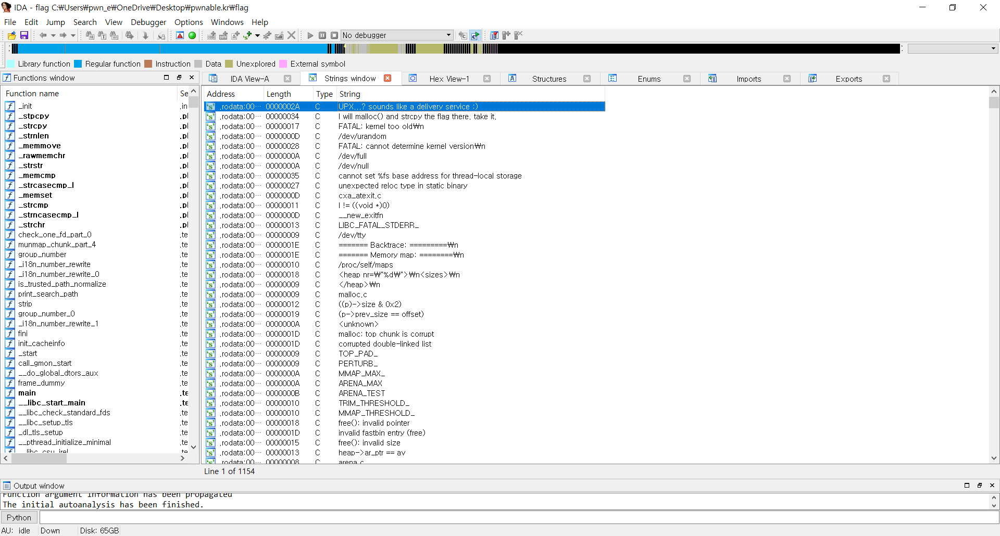 IDA - flag C:₩Users₩pwn_e₩OneDrive₩Desktop₩pwnable.kr₩flag
File Edit Jump Search View Debugger Options Windows Help
No debugger
Library function Regular function Instruction Data Unexplored External symbol
Functions window
IDA View-A Strings window Hex View-1 Structures Enums Imports Exports
Function name Se
_init .in
_stpcpy .pl
_strcpy .pl
_strnlen .pl
_memmove .pl
_rawmemchr .pl
_strstr .pl
_memcmp .pl
_strcasecmp_l .pl
_memset .pl
_strcmp .pl
_strncasecmp_l .pl
_strchr .pl
check_one_fd_part_0 .te
munmap_chunk_part_4 .te
group_number .te
_i18n_number_rewrite .te
_i18n_number_rewrite_0 .te
is_trusted_path_normalize .te
print_search_path .te
strip .te
group_number_0 .te
_i18n_number_rewrite_1 .te
fini .te
init_cacheinfo .te
_start .te
call_gmon_start .te
__do_global_dtors_aux .te
frame_dummy .te
main .te
__libc_start_main .te
__libc_check_standard_fds .te
__libc_setup_tls .te
_dl_tls_setup .te
__pthread_initialize_minimal .te
__libc_csu_irel .te
Address Length Type String
.rodata:00… 0000002A C UPX...? sounds like a delivery service :)
.rodata:00… 00000034 C I will malloc() and strcpy the flag there. take it.
.rodata:00… 00000017 C FATAL: kernel too old₩n
.rodata:00… 0000000D C /dev/urandom
.rodata:00… 00000028 C FATAL: cannot determine kernel version₩n
.rodata:00… 0000000A C /dev/full
.rodata:00… 0000000A C /dev/null
.rodata:00… 00000035 C cannot set %fs base address for thread-local storage
.rodata:00… 00000027 C unexpected reloc type in static binary
.rodata:00… 0000000D C cxa_atexit.c
.rodata:00… 00000011 C l != ((void *)0)
.rodata:00… 0000000D C __new_exitfn
.rodata:00… 00000013 C LIBC_FATAL_STDERR_
.rodata:00… 00000009 C /dev/tty
.rodata:00… 0000001E C ======= Backtrace: =========₩n
.rodata:00… 0000001E C ======= Memory map: ========₩n
.rodata:00… 00000010 C /proc/self/maps
.rodata:00… 00000018 C <heap nr=₩"%d₩">₩n<sizes>₩n
.rodata:00… 00000009 C </heap>₩n
.rodata:00… 00000009 C malloc.c
.rodata:00… 00000012 C ((p)->size & 0x2)
.rodata:00… 00000019 C (p->prev_size == offset)
.rodata:00… 0000000A C <unknown>
.rodata:00… 0000001D C malloc: top chunk is corrupt
.rodata:00… 0000001D C corrupted double-linked list
.rodata:00… 00000009 C TOP_PAD_
.rodata:00… 00000009 C PERTURB_
.rodata:00… 0000000A C MMAP_MAX_
.rodata:00… 0000000A C ARENA_MAX
.rodata:00… 0000000B C ARENA_TEST
.rodata:00… 00000010 C TRIM_THRESHOLD_
.rodata:00… 00000010 C MMAP_THRESHOLD_
.rodata:00… 00000018 C free(): invalid pointer
.rodata:00… 0000001D C invalid fastbin entry (free)
.rodata:00… 00000015 C free(): invalid size
.rodata:00… 00000013 C heap->ar_ptr == av
.rodata:00… 00000008 C arena.c
Line 1 of 1154
Output window
Function argument information has been propagated
The initial autoanalysis has been finished.
Python
AU: idle Down Disk: 65GB